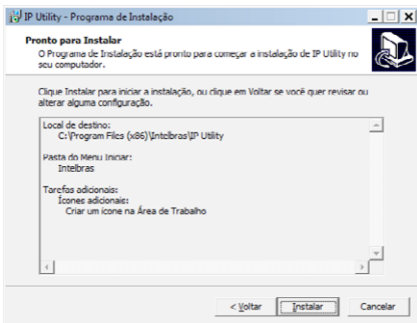 IP Utility - Programa de Instalação
Pronto para Instalar
O Programa de Instalação está pronto para começar a instalação de IP Utility no
seu computador.
Clique Instalar para iniciar a instalação, ou clique em Voltar se você quer revisar ou
alterar alguma configuração.
Local de destino:
C:\Program Files (x86)\Intelbras\IP Utility
Pasta do Menu Iniciar:
Intelbras
Tarefas adicionais:
Ícones adicionais:
Criar um ícone na Área de Trabalho
< Voltar
Instalar
Cancelar